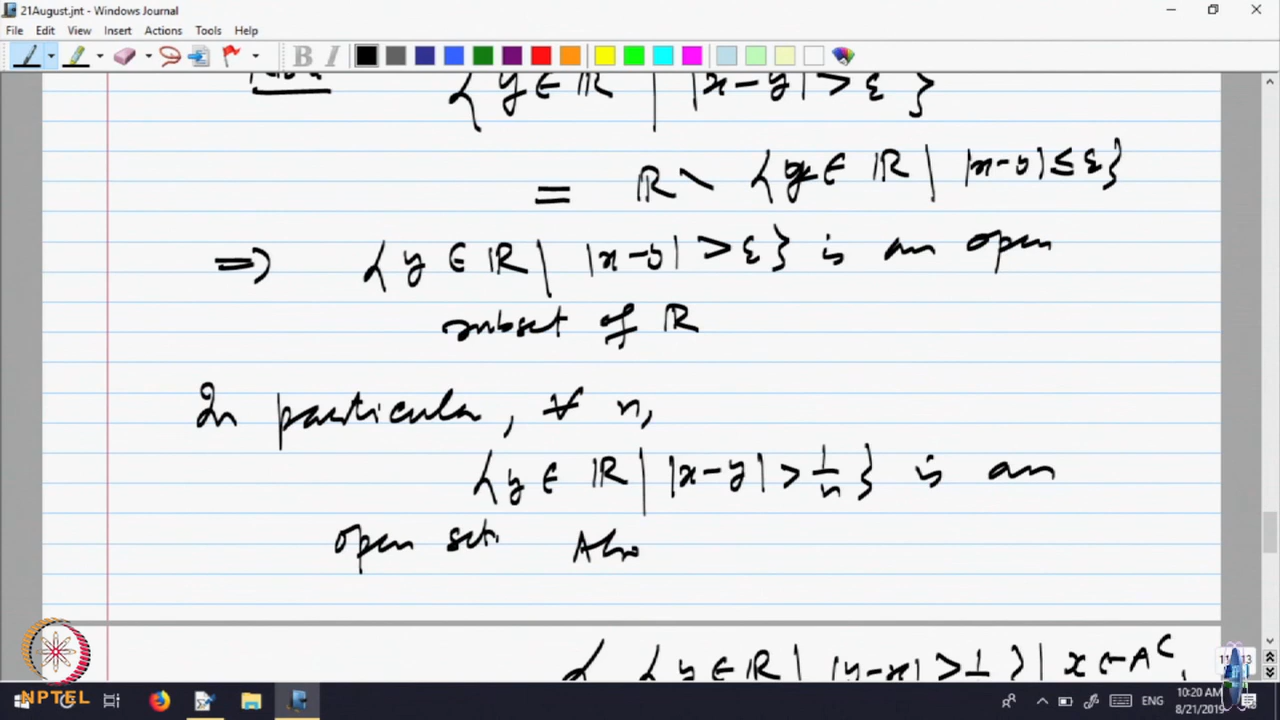 21August.jnt - Windows Journal
File Edit View Insert Actions Tools Help
{ y ∈ ℝ | |x-y| > ε }
= ℝ \ { y ∈ ℝ | |x-y| ≤ ε }
⇒ { y ∈ ℝ | |x-y| > ε } is an open
subset of ℝ
In particular, ∀ n,
{ y ∈ ℝ | |x-y| > 1/n } is an
open set. Also
{ { y ∈ ℝ | |y-x| > 1 } | x ∈ A^c,
NPTEL
ENG
10:20 AM
8/21/2019